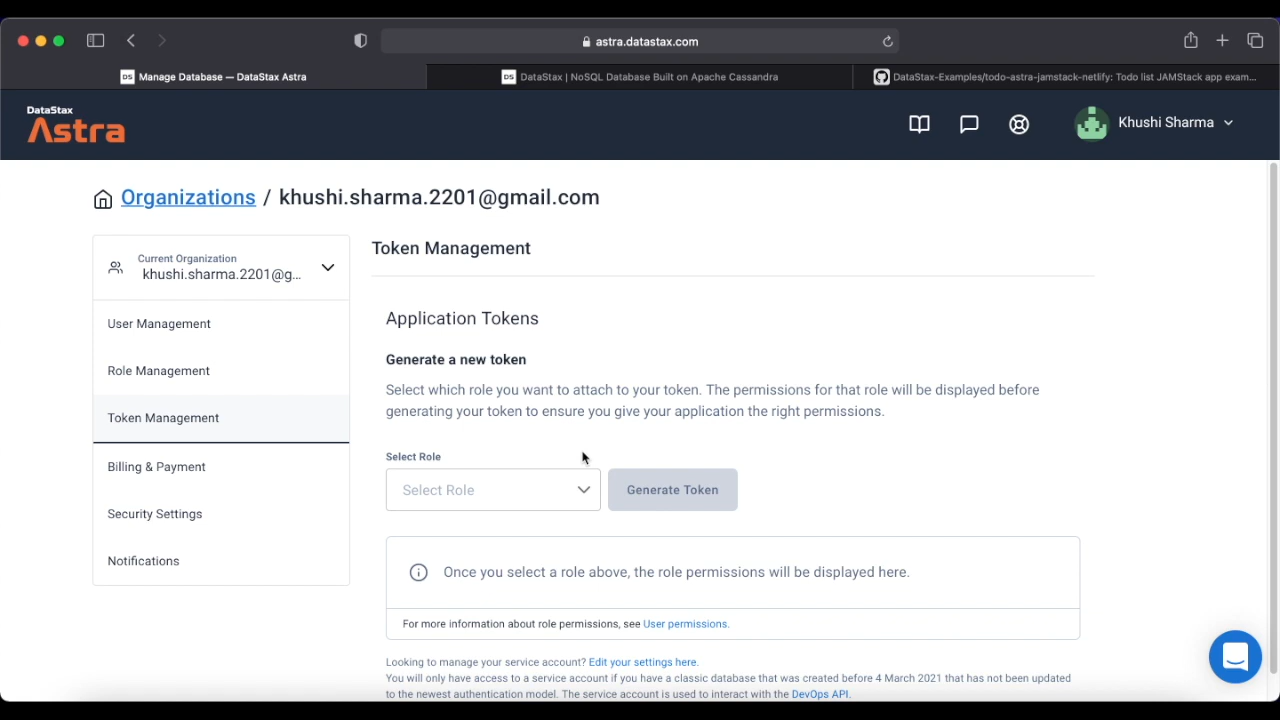 astra.datastax.com
DS Manage Database — DataStax Astra
DS DataStax | NoSQL Database Built on Apache Cassandra
DataStax-Examples/todo-astra-jamstack-netlify: Todo list JAMStack app exam...
DataStax
Astra
Khushi Sharma
Organizations / khushi.sharma.2201@gmail.com
Current Organization
khushi.sharma.2201@g...
User Management
Role Management
Token Management
Billing & Payment
Security Settings
Notifications
Token Management
Application Tokens
Generate a new token
Select which role you want to attach to your token. The permissions for that role will be displayed before
generating your token to ensure you give your application the right permissions.
Select Role
Select Role
Generate Token
Once you select a role above, the role permissions will be displayed here.
For more information about role permissions, see User permissions.
Looking to manage your service account? Edit your settings here.
You will only have access to a service account if you have a classic database that was created before 4 March 2021 that has not been updated
to the newest authentication model. The service account is used to interact with the DevOps API.